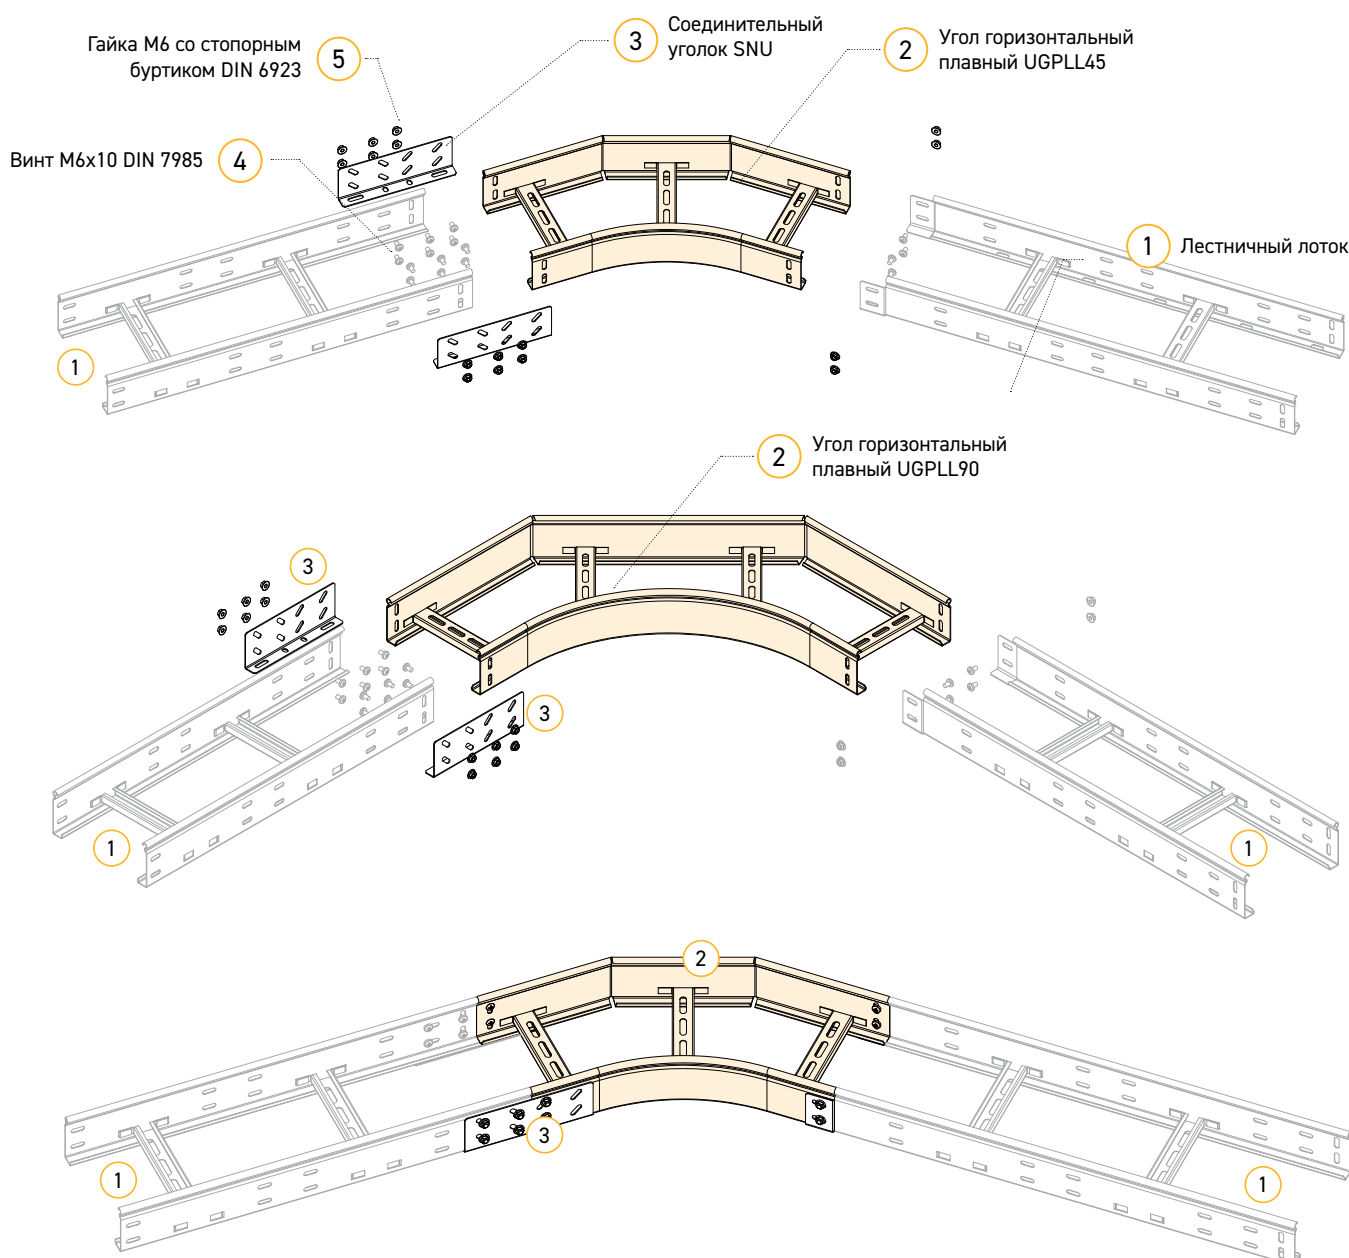 Гайка М6 со стопорным
буртиком DIN 6923
5
3
Соединительный
уголок SNU
2
Угол горизонтальный
плавный UGPLL45
Винт М6х10 DIN 7985
4
1
Лестничный лоток
1
2
Угол горизонтальный
плавный UGPLL90
3
3
1
1
2
3
1
1